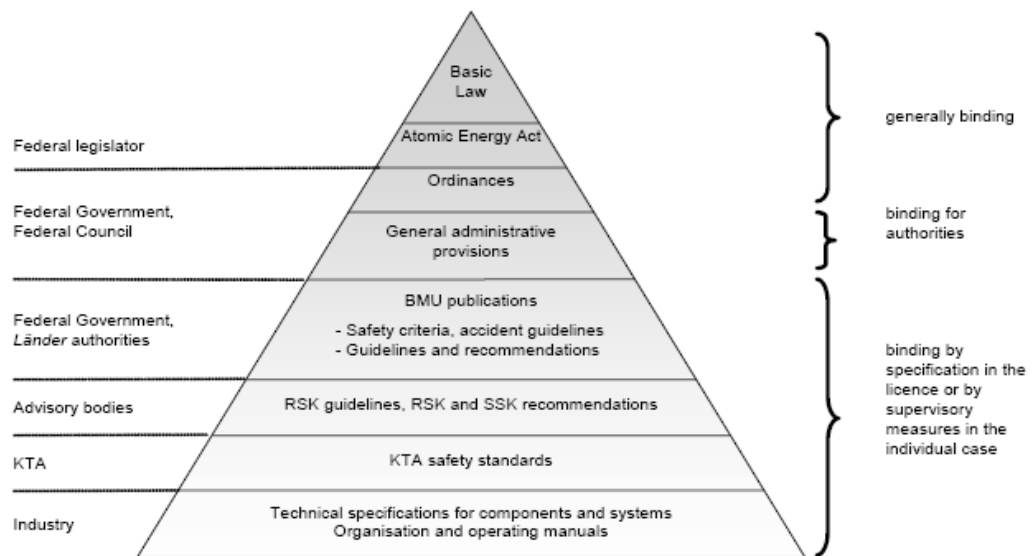 Basic
Law
Atomic Energy Act
generally binding
Federal legislator
Ordinances
Federal Government,
Federal Council
General administrative
provisions
binding for
authorities
BMU publications
- Safety criteria, accident guidelines
- Guidelines and recommendations
Federal Government,
Länder authorities
binding by
specification in the
licence or by
supervisory
measures in the
individual case
Advisory bodies
RSK guidelines, RSK and SSK recommendations
KTA
KTA safety standards
Industry
Technical specifications for components and systems
Organisation and operating manuals